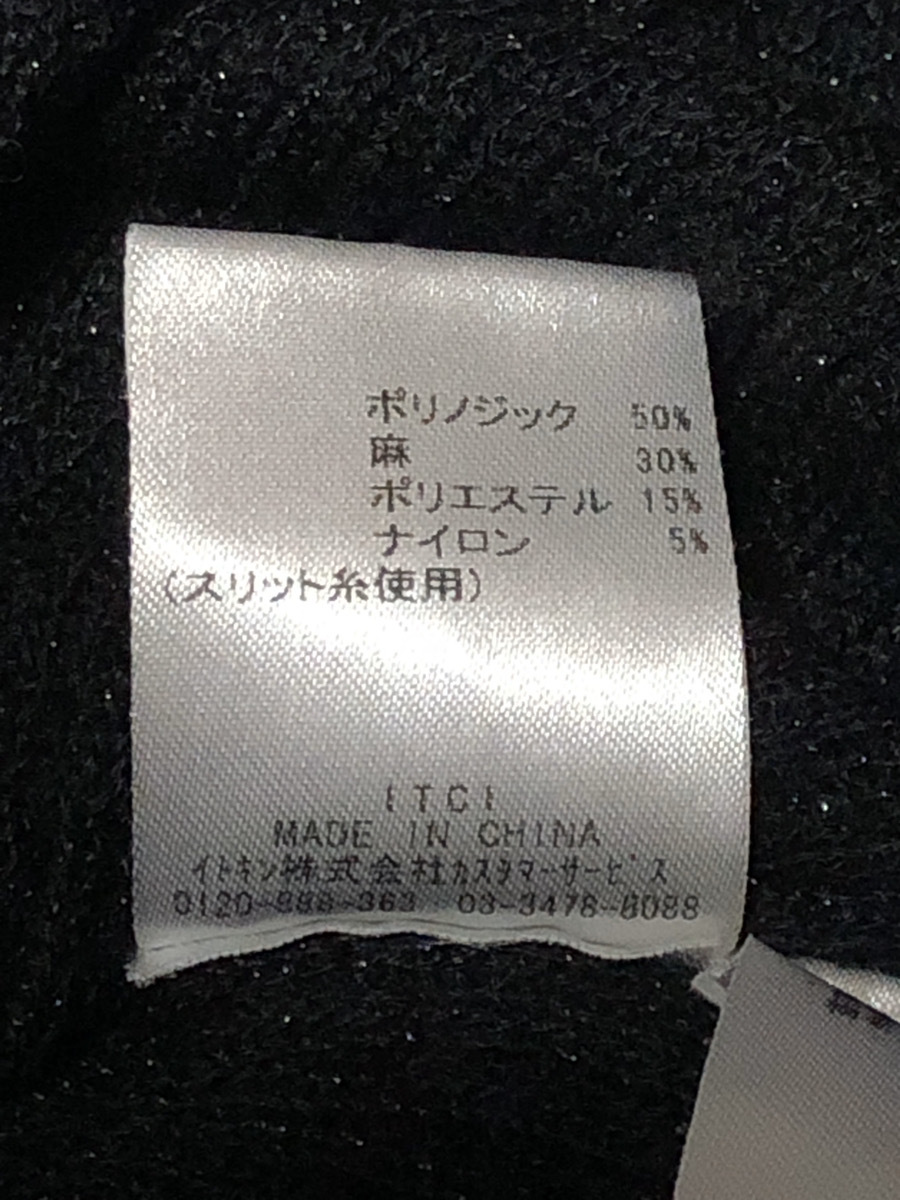 ポリノジック 50%
麻 30%
ポリエステル 15%
ナイロン 5%
(スリット糸使用)
ITCI
MADE IN CHINA
イトキン株式会社カスタマーサービス
0120-888-363 03-3478-8088